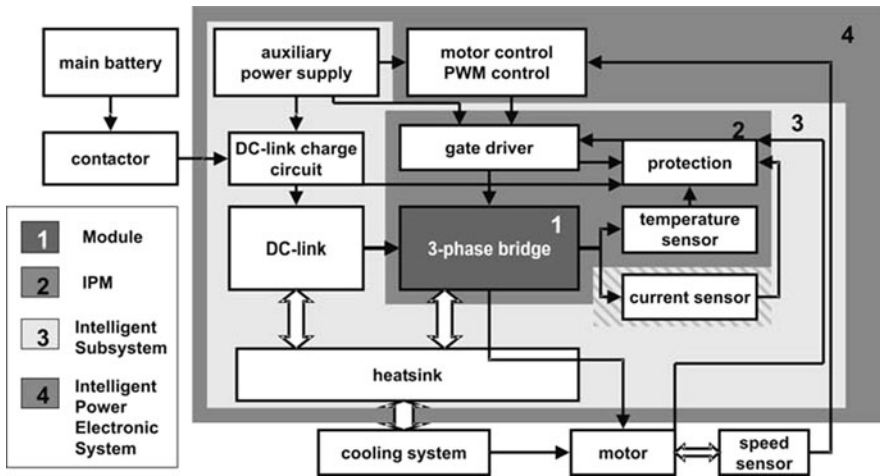 main battery
auxiliary
power supply
motor control
PWM control
4
contactor
DC-link charge
circuit
gate driver
2
3
protection
1
Module
2
IPM
3
Intelligent
Subsystem
4
Intelligent
Power
Electronic
System
DC-link
1
3-phase bridge
temperature
sensor
current sensor
heatsink
cooling system
motor
speed
sensor